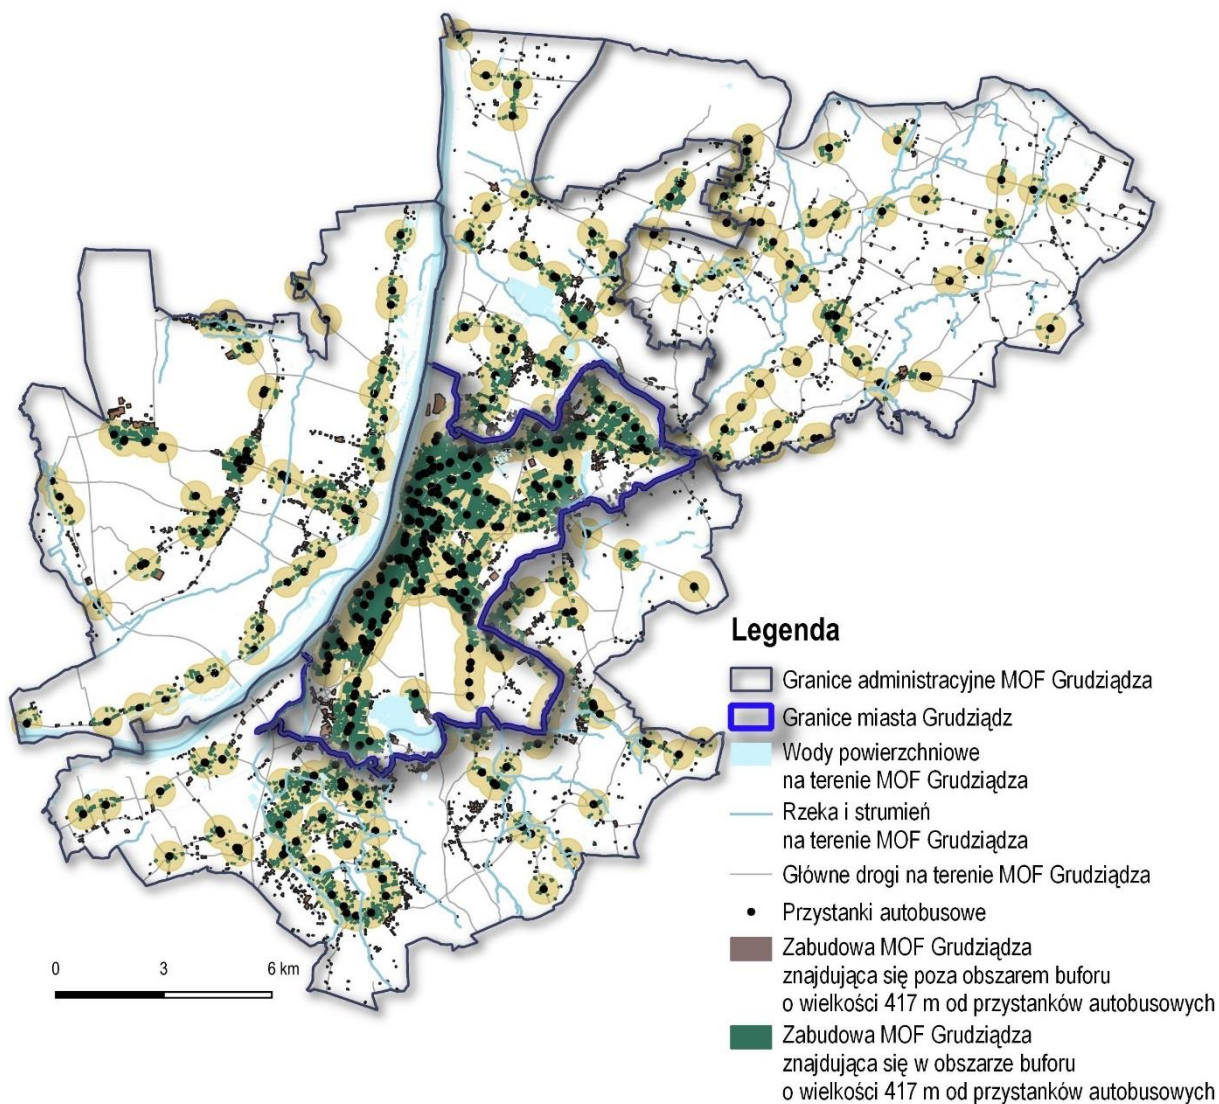 Legenda
Granice administracyjne MOF Grudziądza
Granice miasta Grudziądz
Wody powierzchniowe
na terenie MOF Grudziądza
Rzeka i strumień
na terenie MOF Grudziądza
Główne drogi na terenie MOF Grudziądza
Przystanki autobusowe
Zabudowa MOF Grudziądza
znajdująca się poza obszarem buforu
o wielkości 417 m od przystanków autobusowych
Zabudowa MOF Grudziądza
znajdująca się w obszarze buforu
o wielkości 417 m od przystanków autobusowych
0 3 6 km